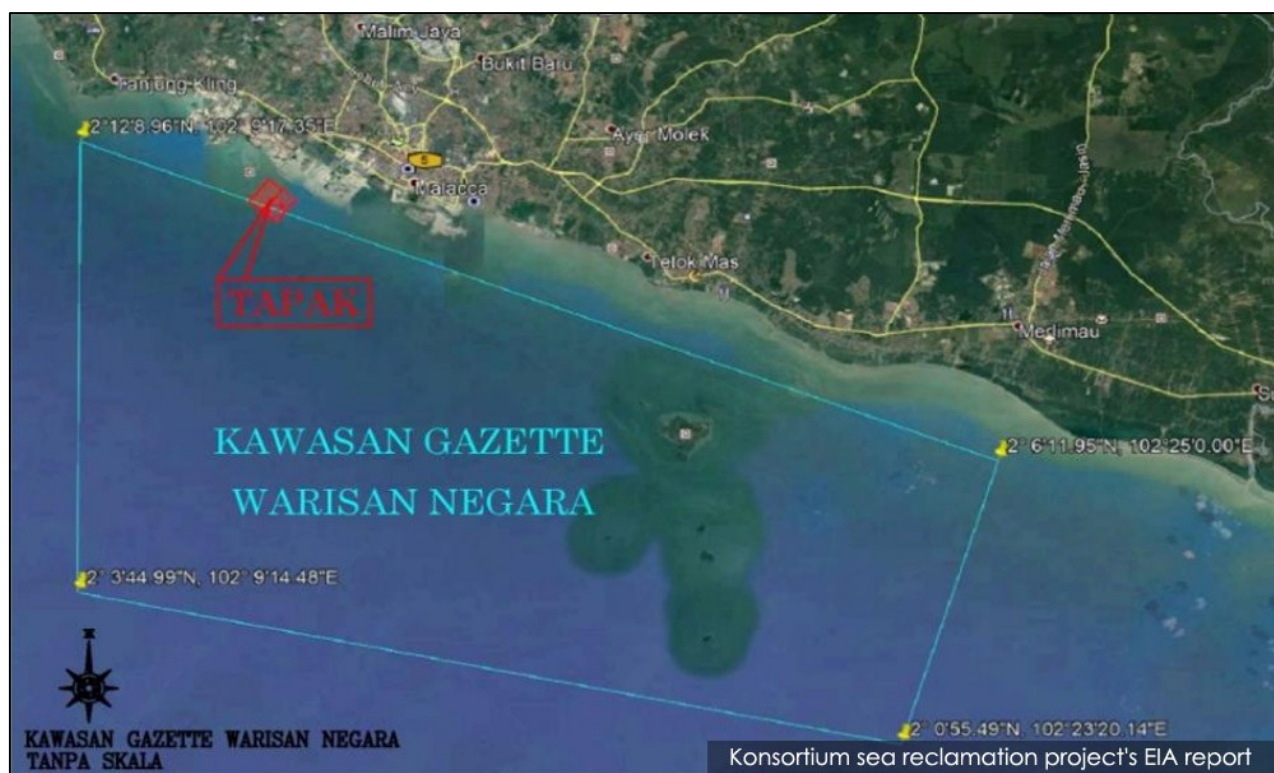 Malim Jaya
Bukit Baru
Tanjung Kling
2°12'8.96"N, 102° 9'17.35"E
Ayer Molek
5
Malacca
TAPAK
Telok Mas
Merlimau
KAWASAN GAZETTE
WARISAN NEGARA
2° 6'11.95"N, 102°25'0.00"E
2° 3'44.99"N, 102° 9'14.48"E
2° 0'55.49"N, 102°23'20.14"E
KAWASAN GAZETTE WARISAN NEGARA
TANPA SKALA
Konsortium sea reclamation project's EIA report